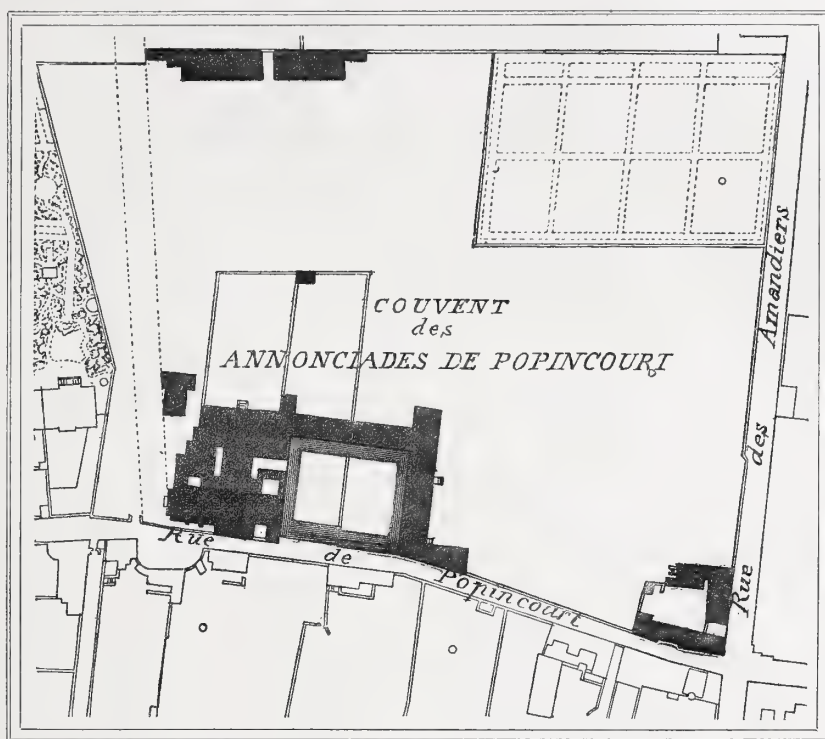 COUVENT
des
ANNONCIADES DE POPINCOURT
Rue des Amandiers
Rue de Popincourt